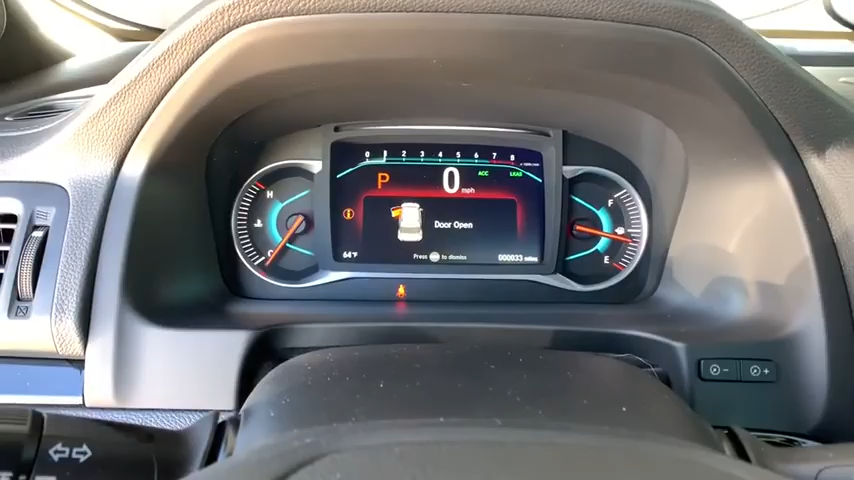 0 1 2 3 4 5 6 7 8
ACC LKAS
P 0 mph
H F
Door Open
C E
64°F 000033 miles
Press to dismiss